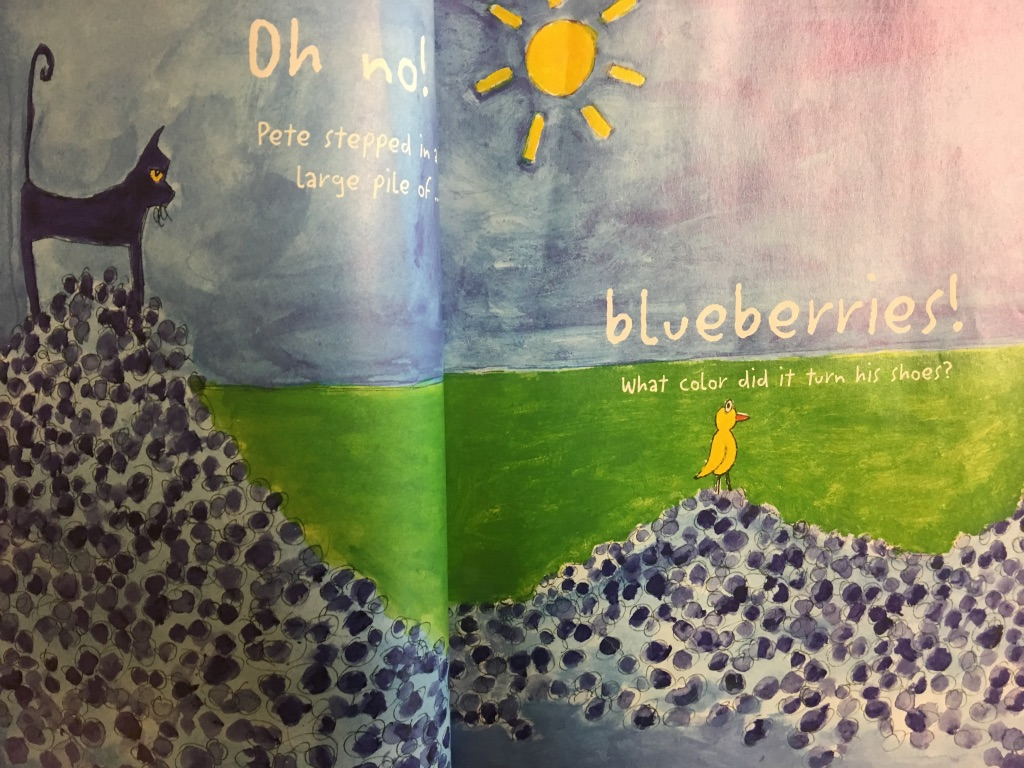 Oh no!
Pete stepped in a
large pile of...
blueberries!
What color did it turn his shoes?